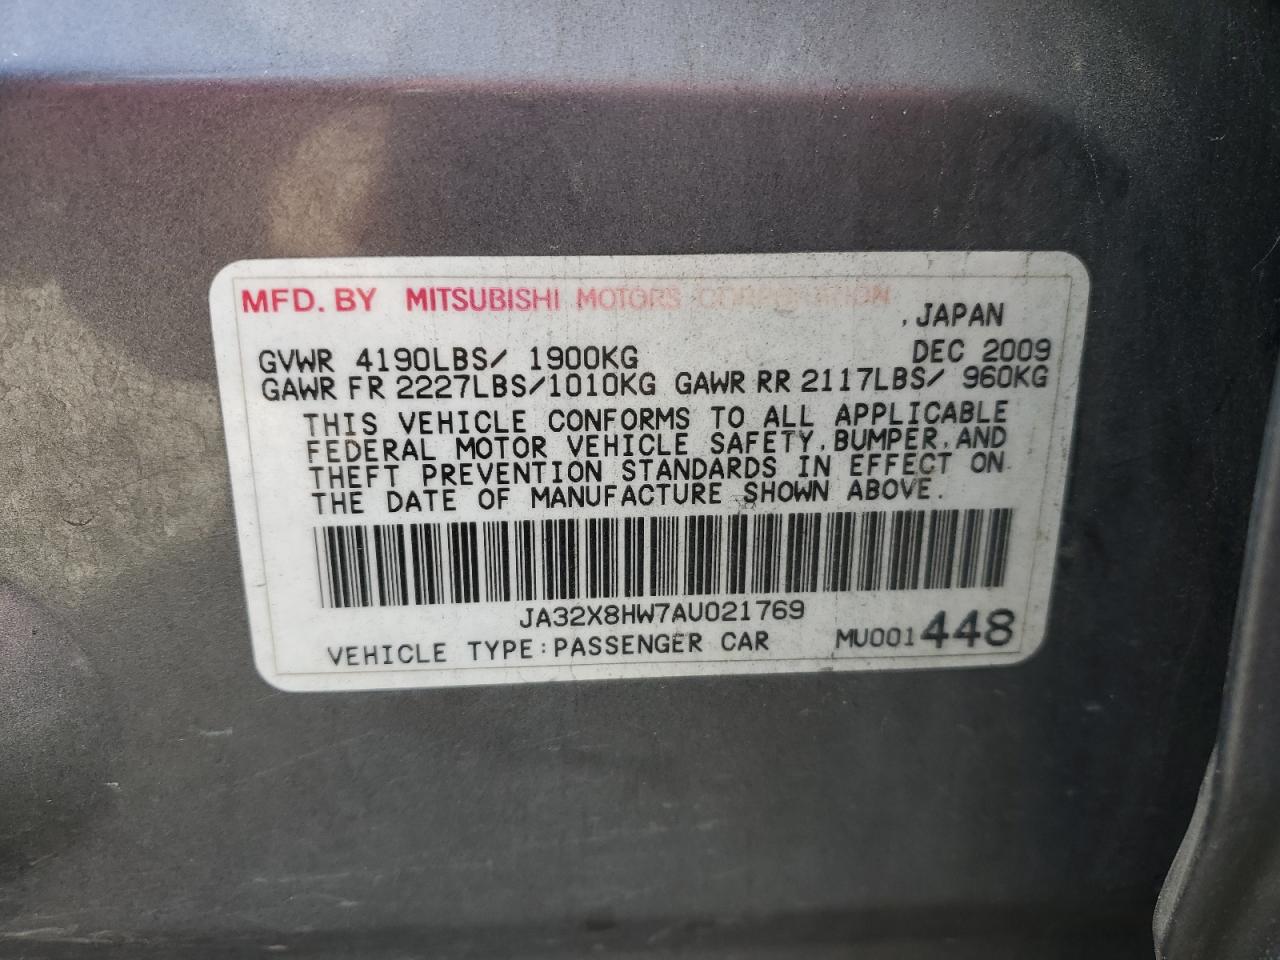 MFD. BY MITSUBISHI MOTORS CORPORATION
, JAPAN
GVWR 4190LBS/ 1900KG DEC 2009
GAWR FR 2227LBS/1010KG GAWR RR 2117LBS/ 960KG
THIS VEHICLE CONFORMS TO ALL APPLICABLE
FEDERAL MOTOR VEHICLE SAFETY, BUMPER, AND
THEFT PREVENTION STANDARDS IN EFFECT ON
THE DATE OF MANUFACTURE SHOWN ABOVE.
JA32X8HW7AU021769
VEHICLE TYPE: PASSENGER CAR MU001448